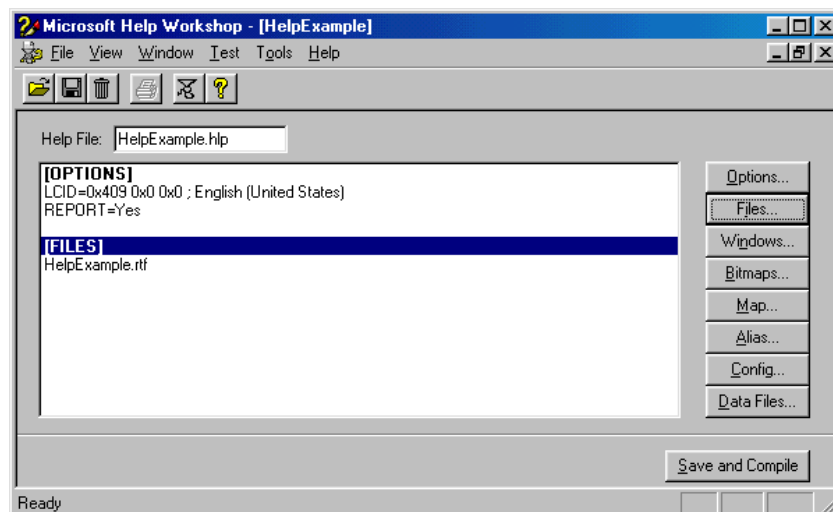 Microsoft Help Workshop - [HelpExample]
File View Window Test Tools Help
Help File: HelpExample.hlp
[OPTIONS]
LCID=0x409 0x0 0x0 ; English (United States)
REPORT=Yes
[FILES]
HelpExample.rtf
Options...
Files...
Windows...
Bitmaps...
Map...
Alias...
Config...
Data Files...
Save and Compile
Ready